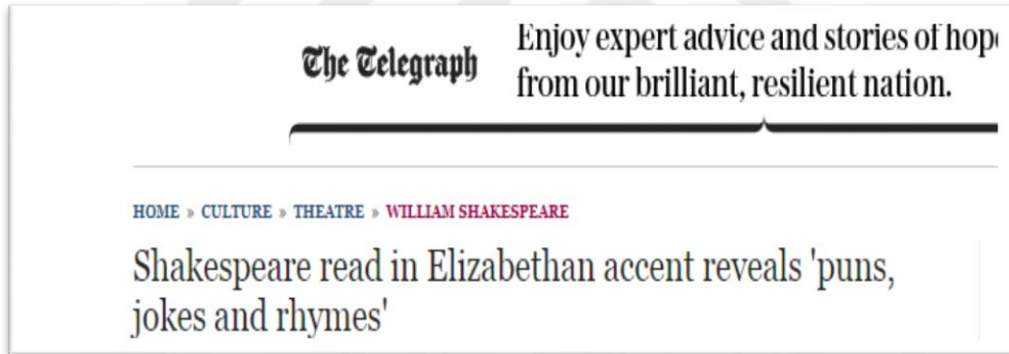 The Telegraph
Enjoy expert advice and stories of hope
from our brilliant, resilient nation.
HOME » CULTURE » THEATRE » WILLIAM SHAKESPEARE
Shakespeare read in Elizabethan accent reveals 'puns,
jokes and rhymes'